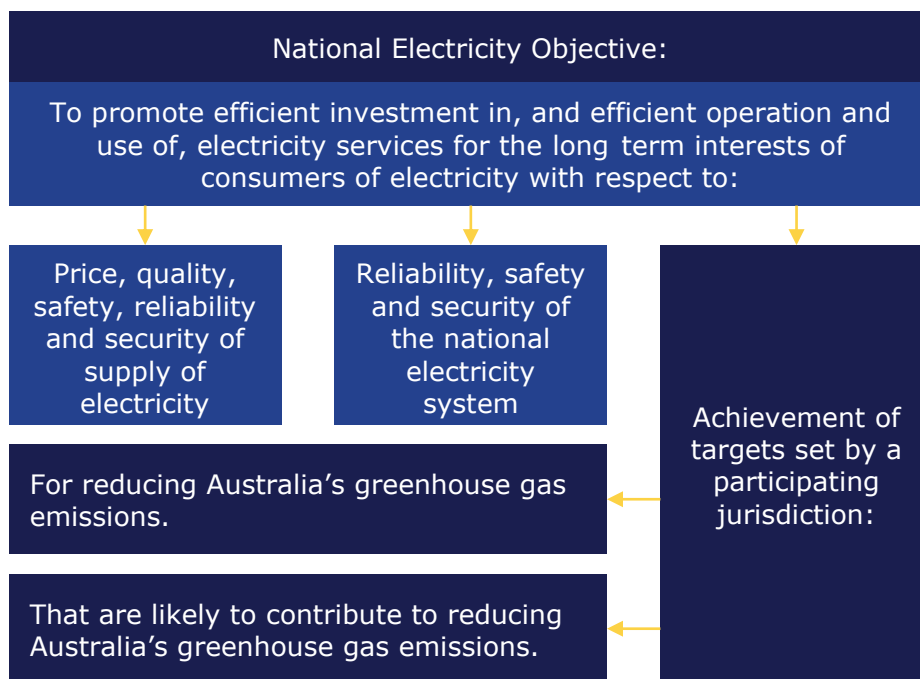 National Electricity Objective:
To promote efficient investment in, and efficient operation and
use of, electricity services for the long term interests of
consumers of electricity with respect to:
Price, quality,
safety, reliability
and security of
supply of
electricity
Reliability, safety
and security of
the national
electricity
system
Achievement of
targets set by a
participating
jurisdiction:
For reducing Australia’s greenhouse gas
emissions.
That are likely to contribute to reducing
Australia’s greenhouse gas emissions.